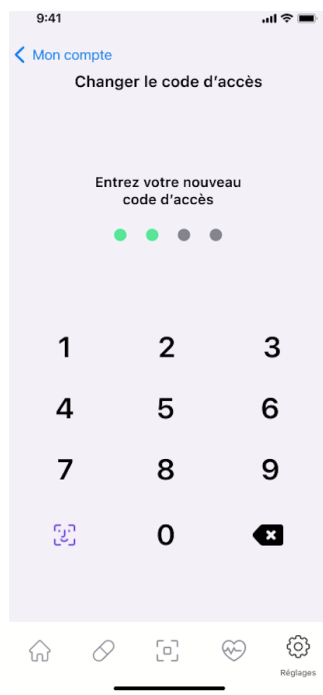 9:41
Mon compte
Changer le code d'accès
Entrez votre nouveau
code d'accès
1 2 3
4 5 6
7 8 9
0
Réglages